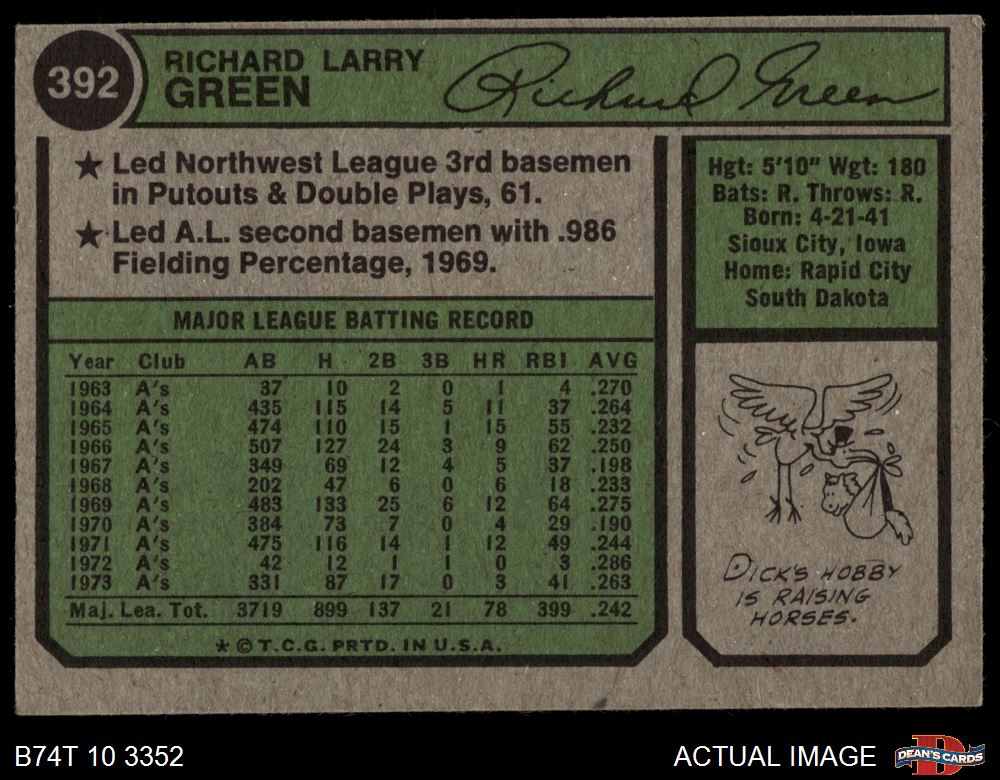 392
RICHARD LARRY
GREEN
Richard Green
★ Led Northwest League 3rd basemen
in Putouts & Double Plays, 61.
★ Led A.L. second basemen with .986
Fielding Percentage, 1969.
Hgt: 5'10" Wgt: 180
Bats: R. Throws: R.
Born: 4-21-41
Sioux City, Iowa
Home: Rapid City
South Dakota
MAJOR LEAGUE BATTING RECORD
Year Club AB H 2B 3B HR RBI AVG
1963 A's 37 10 2 0 1 4 .270
1964 A's 435 115 14 5 11 37 .264
1965 A's 474 110 15 1 15 55 .232
1966 A's 507 127 24 3 9 62 .250
1967 A's 349 69 12 4 5 37 .198
1968 A's 202 47 6 0 6 18 .233
1969 A's 483 133 25 6 12 64 .275
1970 A's 384 73 7 0 4 29 .190
1971 A's 475 116 14 1 12 49 .244
1972 A's 42 12 1 1 0 3 .286
1973 A's 331 87 17 0 3 41 .263
Maj. Lea. Tot. 3719 899 137 21 78 399 .242
* © T.C.G. PRTD. IN U.S.A.
DICK'S HOBBY
IS RAISING
HORSES.
B74T 10 3352
ACTUAL IMAGE
DEAN'S CARDS